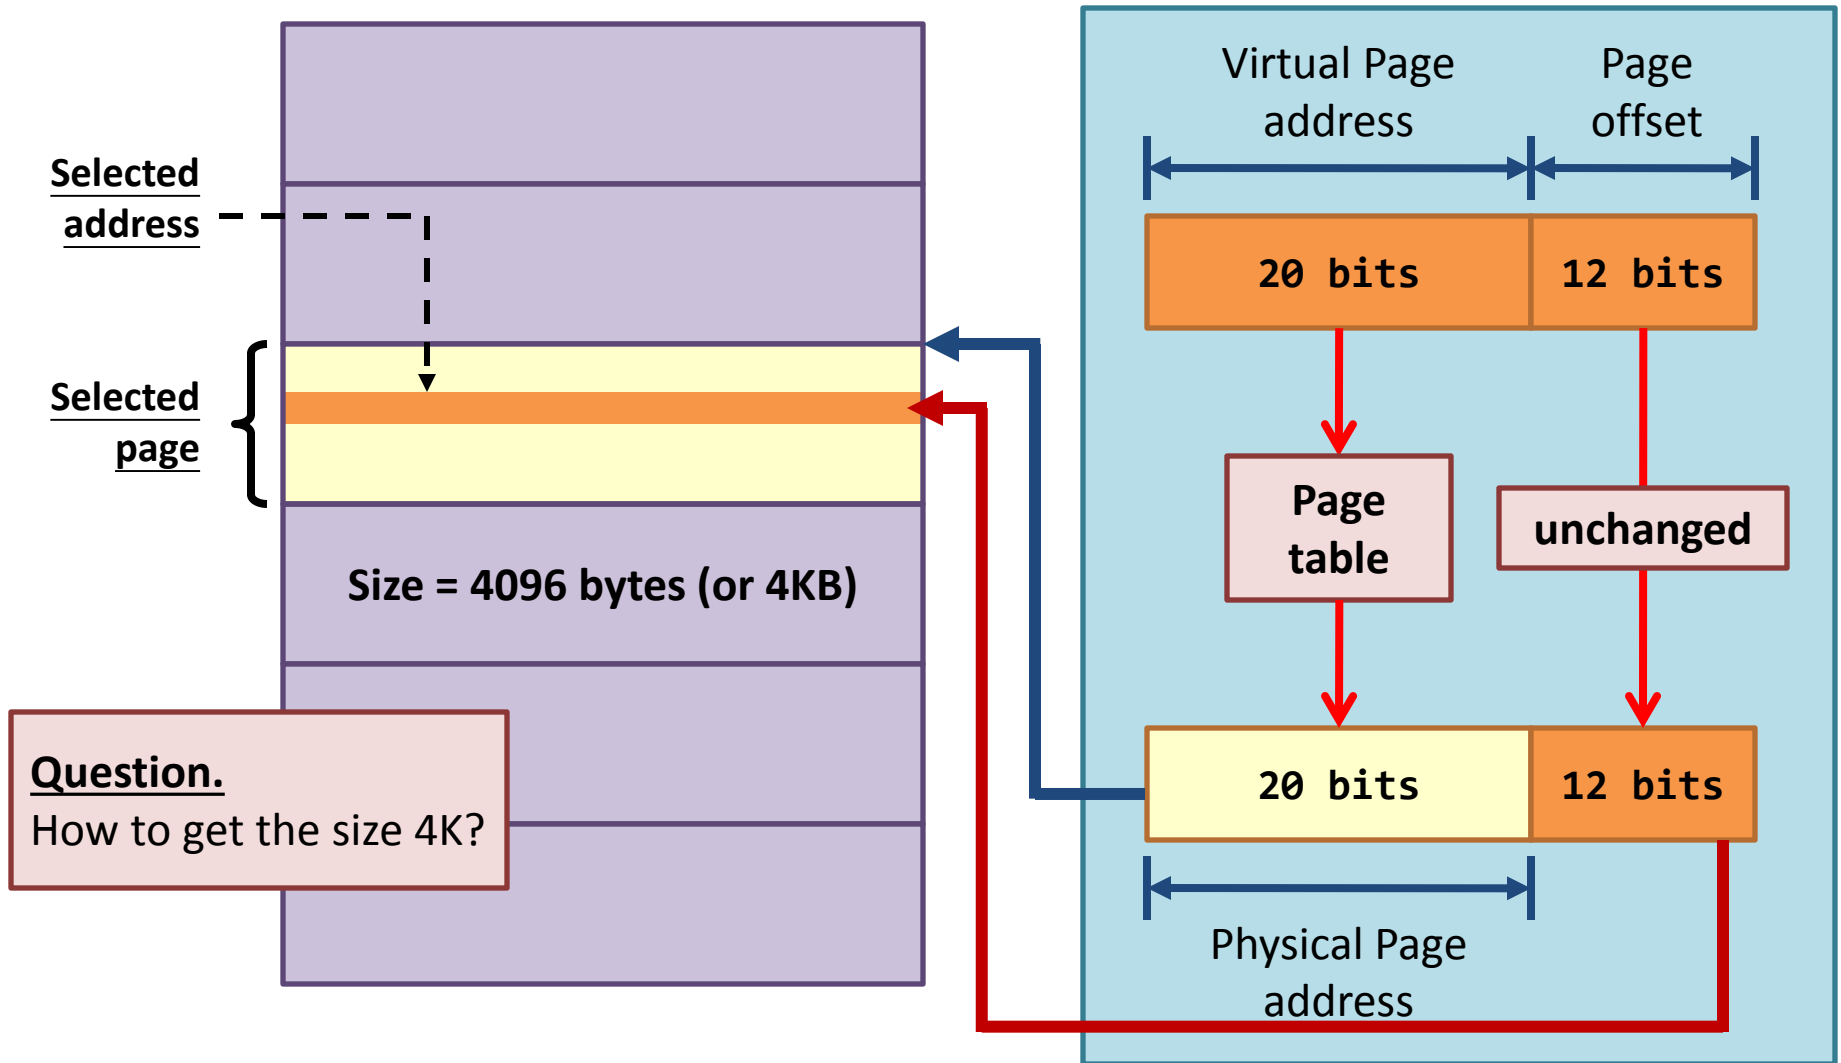 Selected
address
Selected
page
Size = 4096 bytes (or 4KB)
Question.
How to get the size 4K?
Virtual Page
address
Page
offset
20 bits
12 bits
Page
table
unchanged
20 bits
12 bits
Physical Page
address